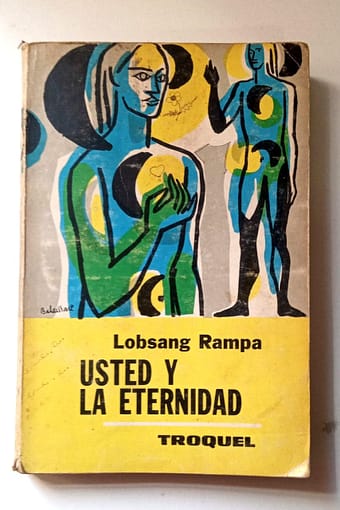 Lobsang Rampa
USTED Y
LA ETERNIDAD
TROQUEL